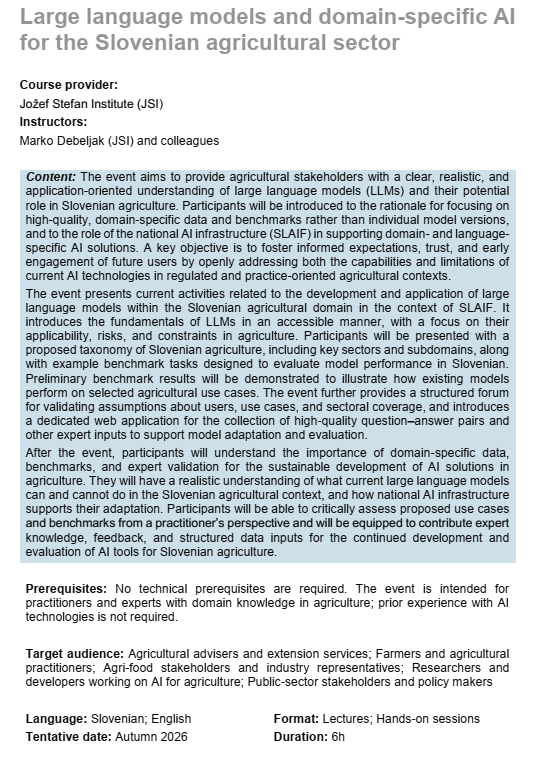 Large language models and domain-specific AI
for the Slovenian agricultural sector
Course provider:
Jožef Stefan Institute (JSI)
Instructors:
Marko Debeljak (JSI) and colleagues
Content: The event aims to provide agricultural stakeholders with a clear, realistic, and
application-oriented understanding of large language models (LLMs) and their potential
role in Slovenian agriculture. Participants will be introduced to the rationale for focusing on
high-quality, domain-specific data and benchmarks rather than individual model versions,
and to the role of the national AI infrastructure (SLAIF) in supporting domain- and language-
specific AI solutions. A key objective is to foster informed expectations, trust, and early
engagement of future users by openly addressing both the capabilities and limitations of
current AI technologies in regulated and practice-oriented agricultural contexts.
The event presents current activities related to the development and application of large
language models within the Slovenian agricultural domain in the context of SLAIF. It
introduces the fundamentals of LLMs in an accessible manner, with a focus on their
applicability, risks, and constraints in agriculture. Participants will be presented with a
proposed taxonomy of Slovenian agriculture, including key sectors and subdomains, along
with example benchmark tasks designed to evaluate model performance in Slovenian.
Preliminary benchmark results will be demonstrated to illustrate how existing models
perform on selected agricultural use cases. The event further provides a structured forum
for validating assumptions about users, use cases, and sectoral coverage, and introduces
a dedicated web application for the collection of high-quality question–answer pairs and
other expert inputs to support model adaptation and evaluation.
After the event, participants will understand the importance of domain-specific data,
benchmarks, and expert validation for the sustainable development of AI solutions in
agriculture. They will have a realistic understanding of what current large language models
can and cannot do in the Slovenian agricultural context, and how national AI infrastructure
supports their adaptation. Participants will be able to critically assess proposed use cases
and benchmarks from a practitioner's perspective and will be equipped to contribute expert
knowledge, feedback, and structured data inputs for the continued development and
evaluation of AI tools for Slovenian agriculture.
Prerequisites: No technical prerequisites are required. The event is intended for
practitioners and experts with domain knowledge in agriculture; prior experience with AI
technologies is not required.
Target audience: Agricultural advisers and extension services; Farmers and agricultural
practitioners; Agri-food stakeholders and industry representatives; Researchers and
developers working on AI for agriculture; Public-sector stakeholders and policy makers
Language: Slovenian; English
Format: Lectures; Hands-on sessions
Tentative date: Autumn 2026
Duration: 6h